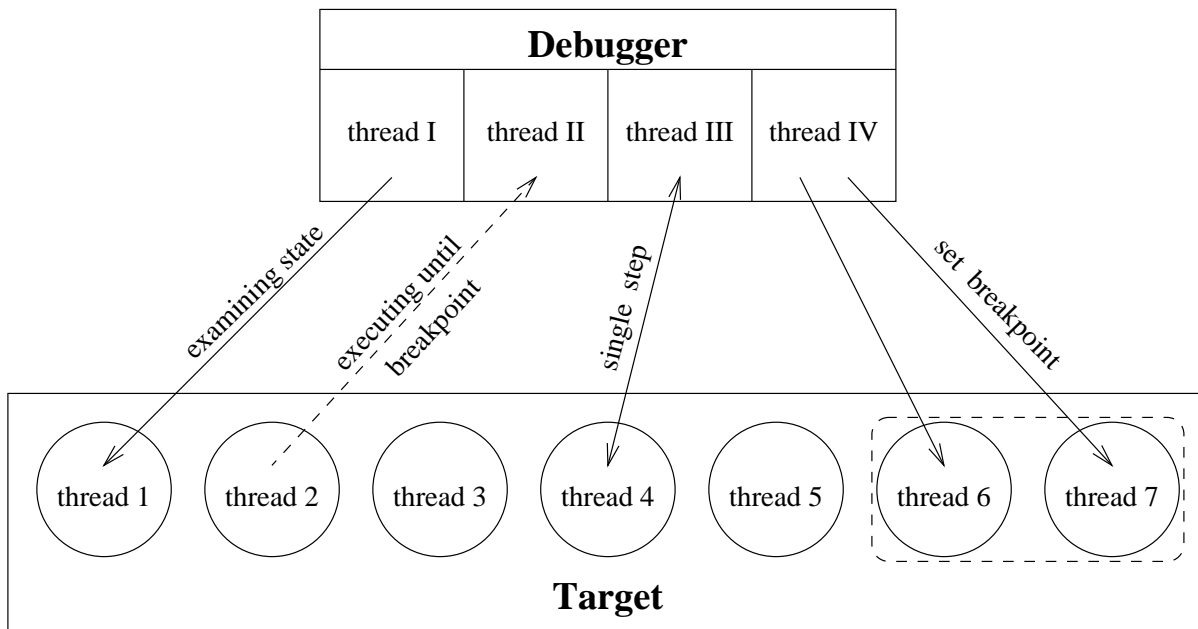 Debugger
thread I
thread II
thread III
thread IV
examining state
executing until
breakpoint
single step
set breakpoint
thread 1
thread 2
thread 3
thread 4
thread 5
thread 6
thread 7
Target